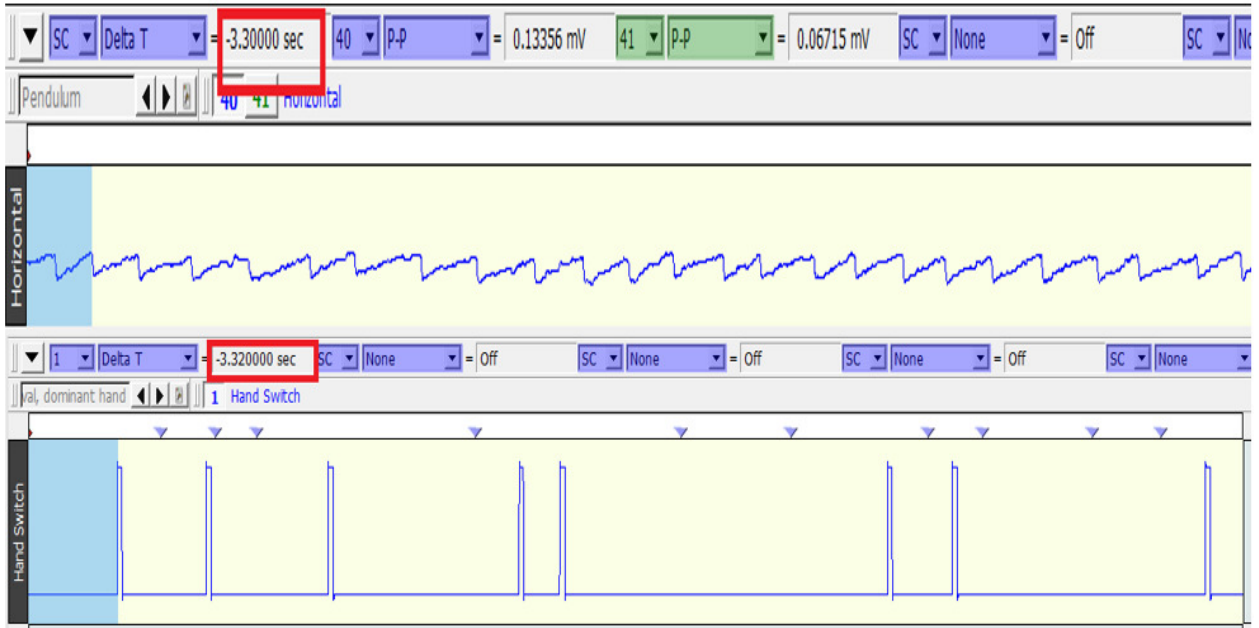 SC Delta T = -3.30000 sec 40 P-P = 0.13356 mV 41 P-P = 0.06715 mV SC None = Off SC
Pendulum 40 41 Horizontal
Horizontal
1 Delta T = -3.320000 sec SC None = Off SC None = Off SC None = Off SC None
val, dominant hand 1 Hand Switch
Hand Switch